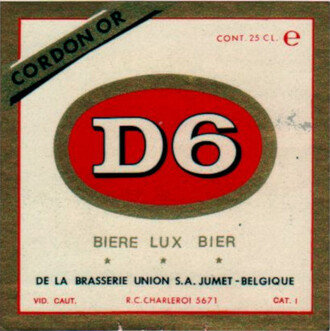 CORDON OR
CONT. 25 CL. e
D6
BIERE LUX BIER
* * *
DE LA BRASSERIE UNION S.A. JUMET-BELGIQUE
VID. CAUT. R.C. CHARLEROI 5671 CAT. I